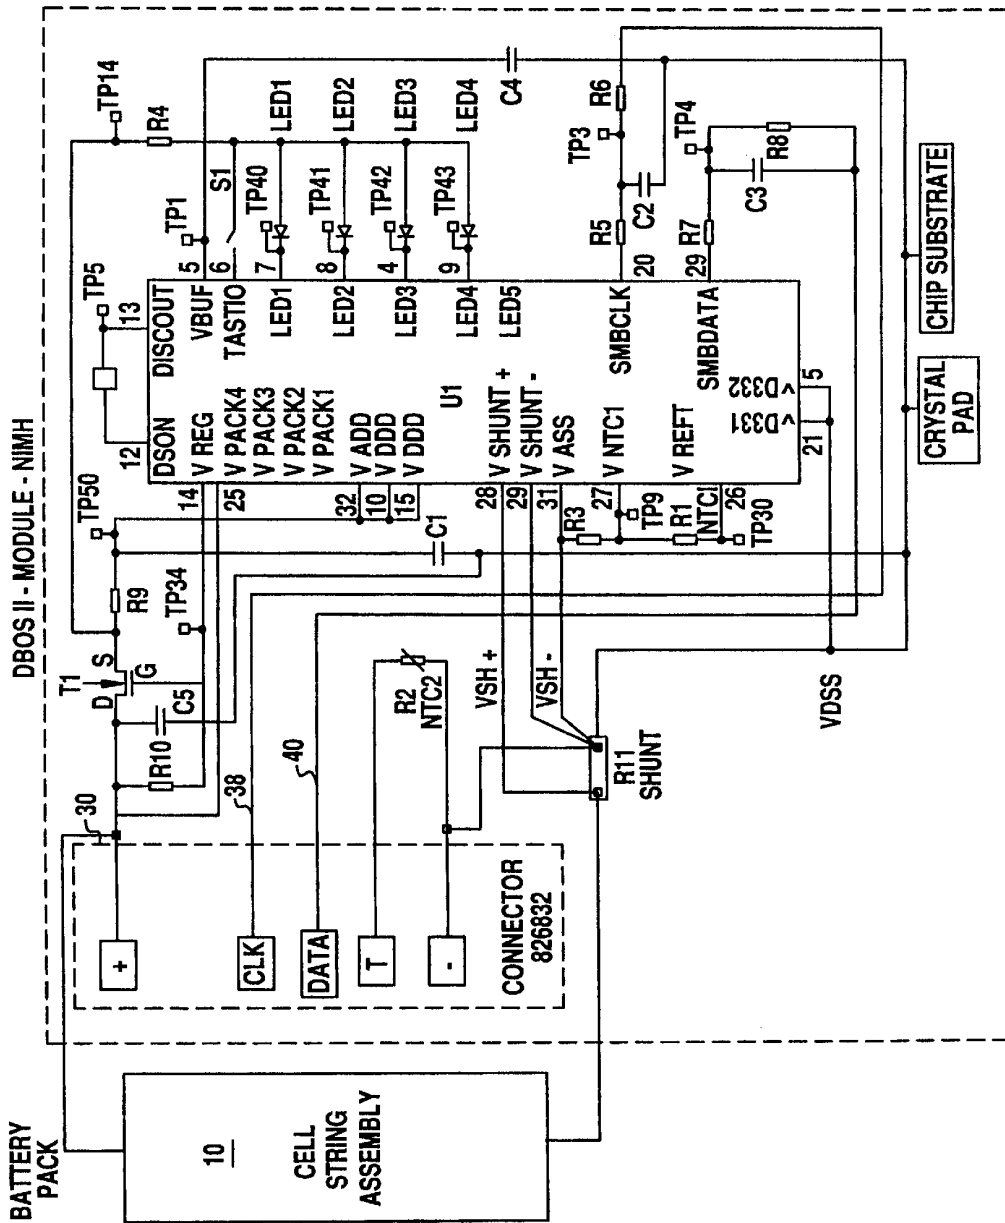 DBOS II - MODULE - NIMH
BATTERY
PACK
10
CELL
STRING
ASSEMBLY
30
+
CLK
DATA
T
-
CONNECTOR
826832
38
40
R10
C5
T1
D
S
G
R9
TP34
TP50
C1
R2
NTC2
VSH +
VSH -
R11
SHUNT
VDSS
R3
TP9
R1
NTCI
TP30
12
14
25
32
10
15
28
29
31
27
26
DSON
V REG
V PACK4
V PACK3
V PACK2
V PACK1
V ADD
V DDD
V DDD
V SHUNT +
V SHUNT -
V ASS
V NTC1
V REFT
U1
DISCOUT
VBUF
TASTIO
LED1
LED2
LED3
LED4
LED5
SMBCLK
SMBDATA
VD331
VD332
21
5
13
TP5
5
6
7
8
4
9
20
29
TP1
TP14
R4
S1
TP40
TP41
TP42
TP43
LED1
LED2
LED3
LED4
C4
R5
R6
TP3
C2
R7
TP4
C3
R8
CRYSTAL
PAD
CHIP SUBSTRATE